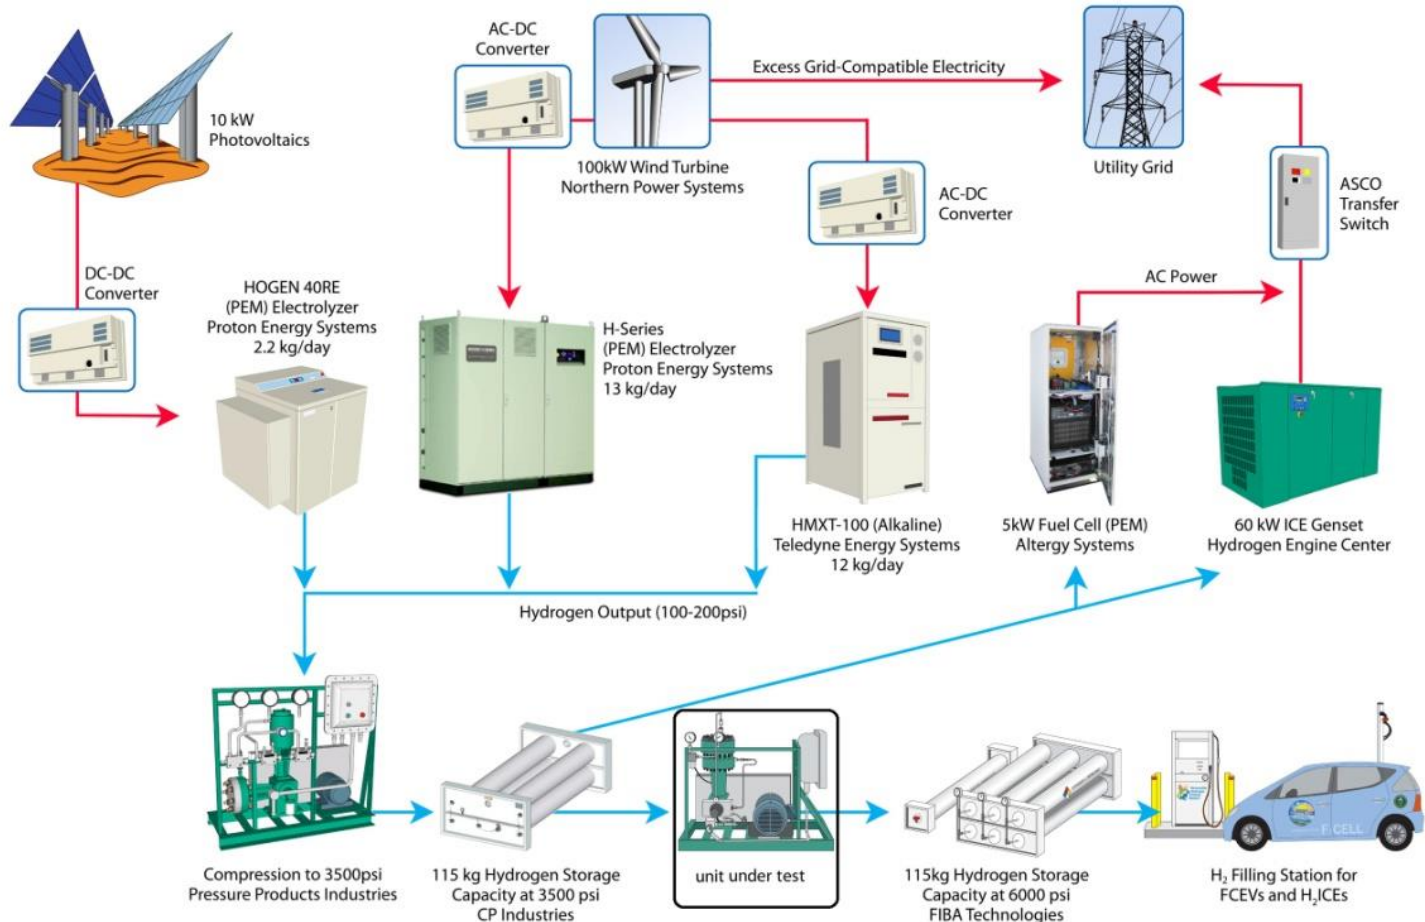 AC-DC
Converter
Excess Grid-Compatible Electricity
10 kW
Photovoltaics
100kW Wind Turbine
Northern Power Systems
Utility Grid
ASCO
Transfer
Switch
AC-DC
Converter
DC-DC
Converter
HOGEN 40RE
(PEM) Electrolyzer
Proton Energy Systems
2.2 kg/day
AC Power
H-Series
(PEM) Electrolyzer
Proton Energy Systems
13 kg/day
HMXT-100 (Alkaline)
Teledyne Energy Systems
12 kg/day
5kW Fuel Cell (PEM)
Altergy Systems
60 kW ICE Genset
Hydrogen Engine Center
Hydrogen Output (100-200psi)
F-CELL
Compression to 3500psi
Pressure Products Industries
115 kg Hydrogen Storage
Capacity at 3500 psi
CP Industries
unit under test
115kg Hydrogen Storage
Capacity at 6000 psi
FIBA Technologies
H₂ Filling Station for
FCEVs and H₂ICEs